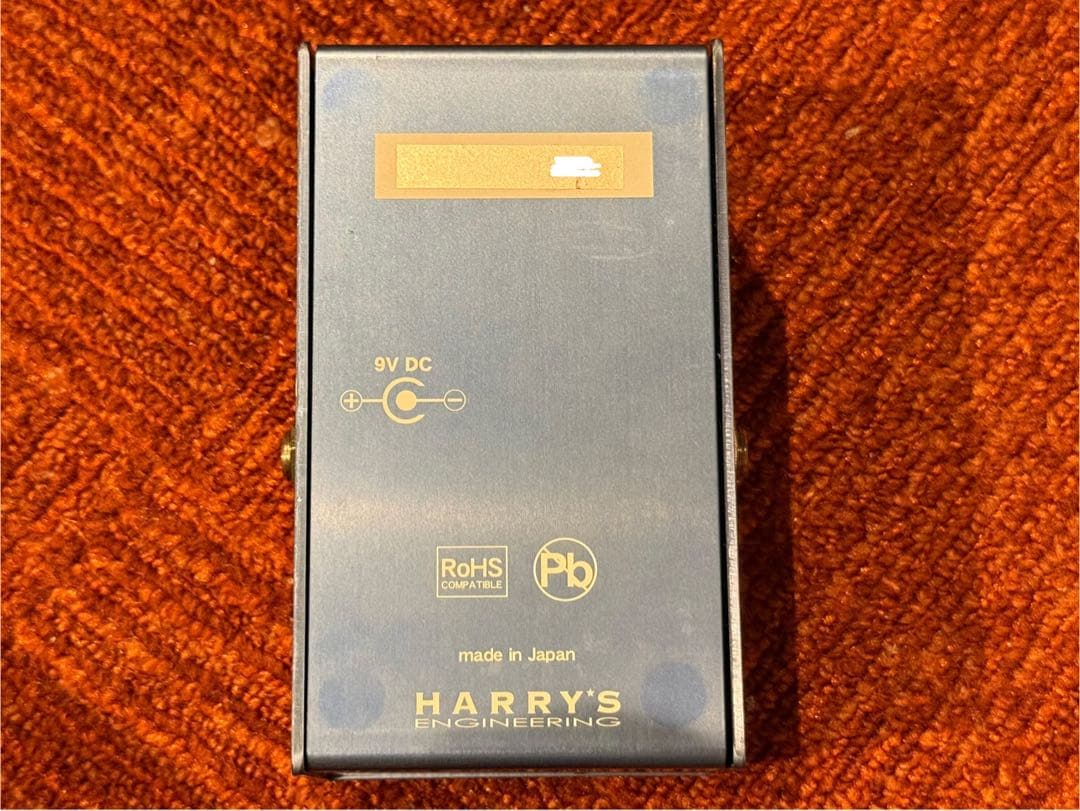 9V DC
+ −
RoHS
COMPATIBLE
Pb
made in Japan
HARRY★S
ENGINEERING